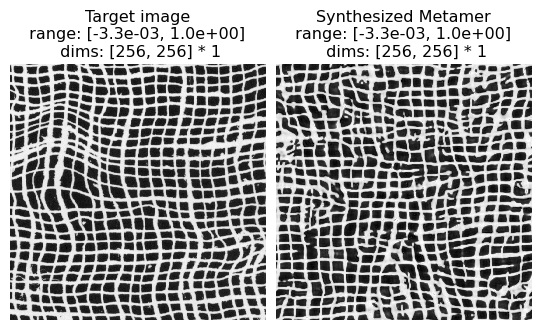 Target image
range: [-3.3e-03, 1.0e+00]
dims: [256, 256] * 1
Synthesized Metamer
range: [-3.3e-03, 1.0e+00]
dims: [256, 256] * 1